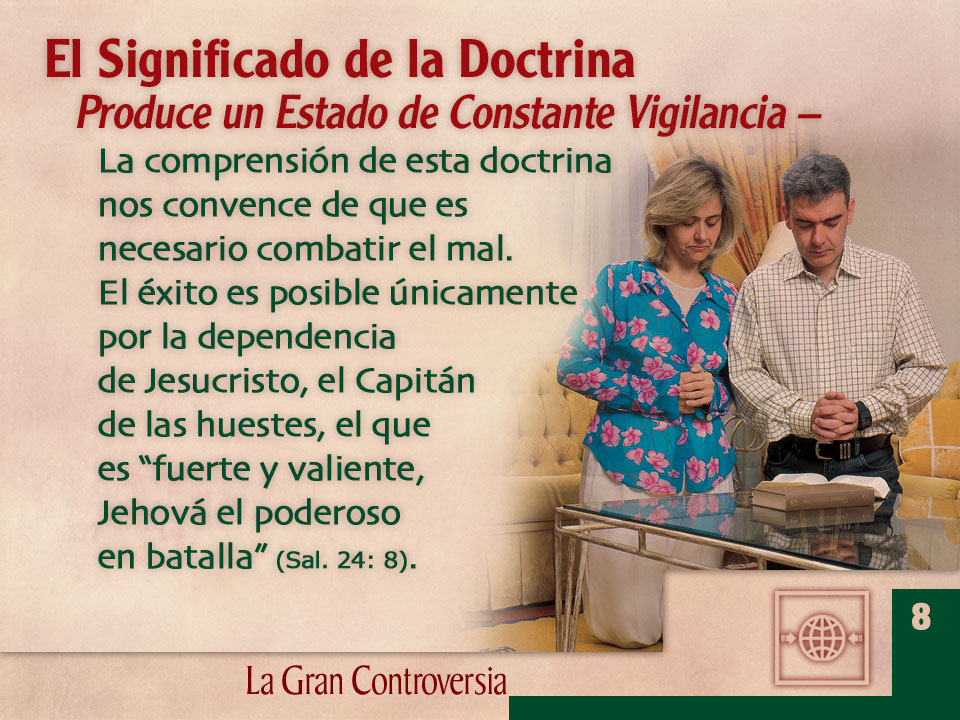 El Significado de la Doctrina
Produce un Estado de Constante Vigilancia –
La comprensión de esta doctrina
nos convence de que es
necesario combatir el mal.
El éxito es posible únicamente
por la dependencia
de Jesucristo, el Capitán
de las huestes, el que
es “fuerte y valiente,
Jehová el poderoso
en batalla” (Sal. 24: 8).
8
La Gran Controversia